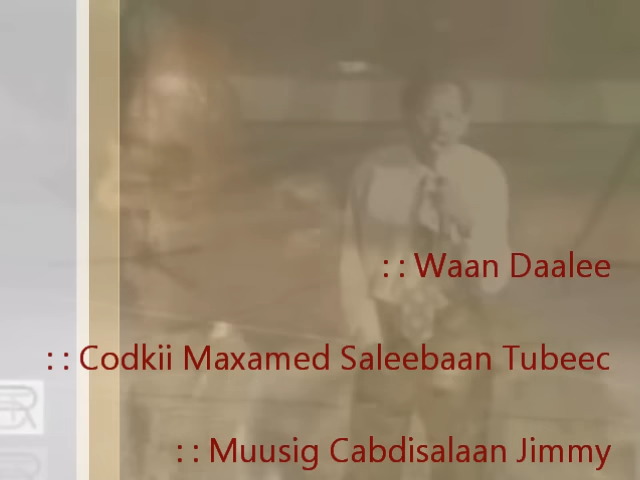 : : Waan Daalee
: : Codkii Maxamed Saleebaan Tubeec
: : Muusig Cabdisalaan Jimmy